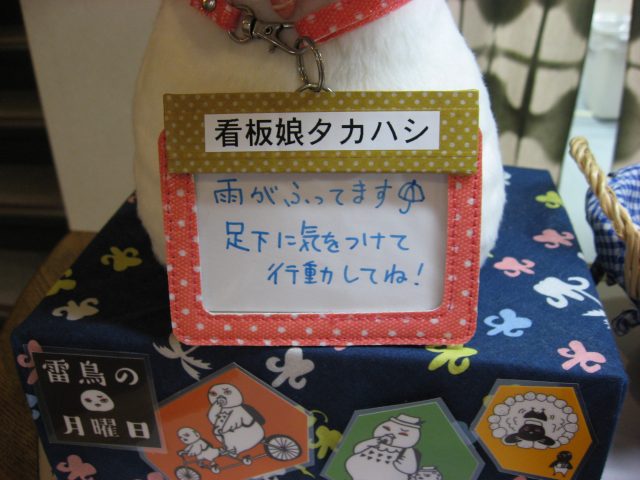 看板娘タカハシ
雨がふってます
足下に気をつけて
行動してね!
雷鳥の
月曜日